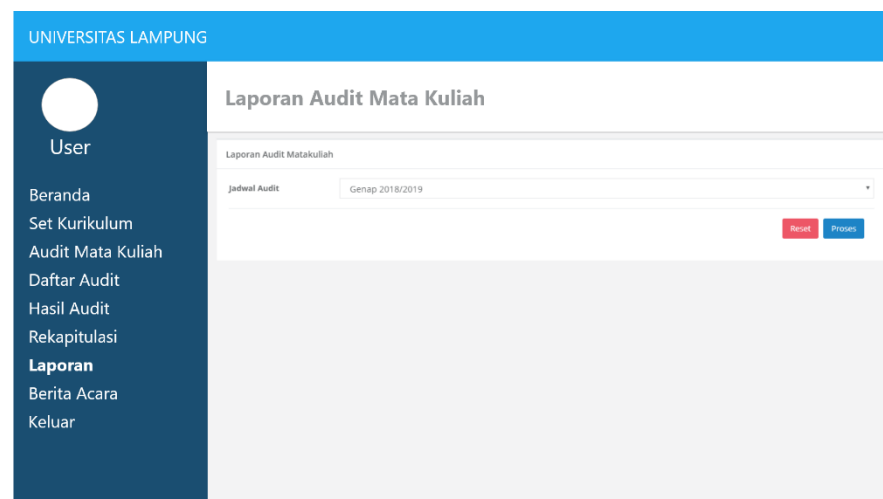 UNIVERSITAS LAMPUNG
User
Beranda
Set Kurikulum
Audit Mata Kuliah
Daftar Audit
Hasil Audit
Rekapitulasi
Laporan
Berita Acara
Keluar
Laporan Audit Mata Kuliah
Laporan Audit Matakuliah
Jadwal Audit Genap 2018/2019
Reset Proses